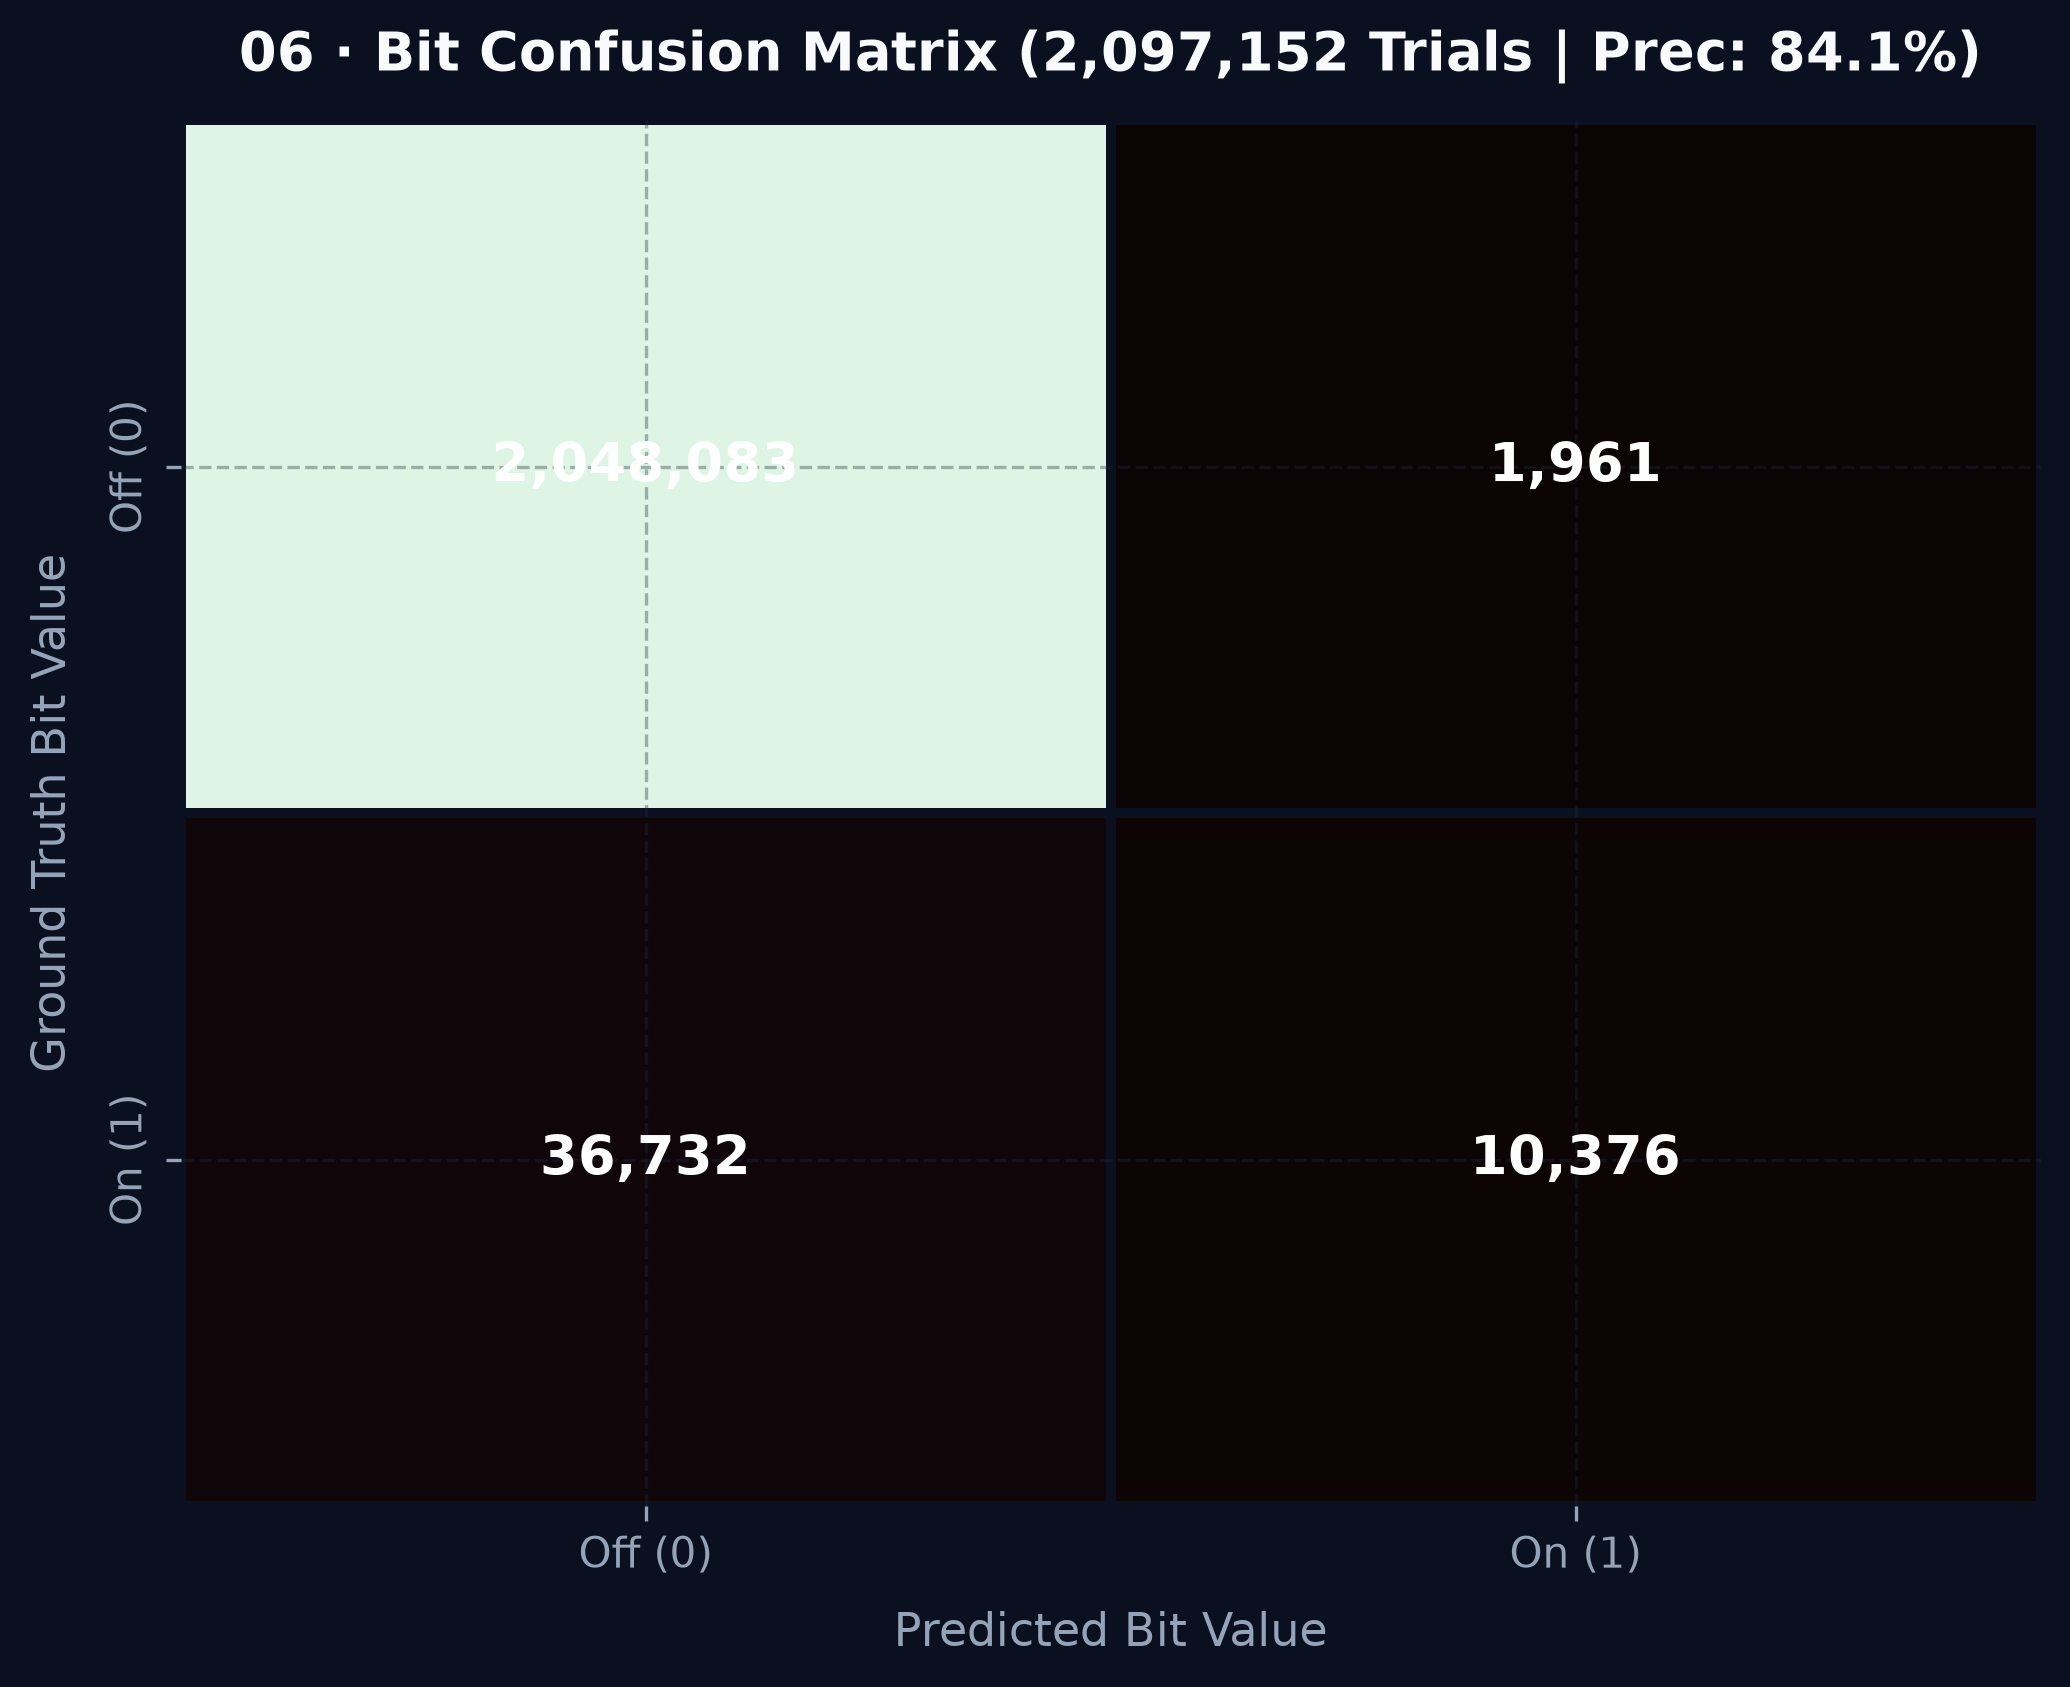 06 · Bit Confusion Matrix (2,097,152 Trials | Prec: 84.1%)
Ground Truth Bit Value
Off (0)
2,048,083
1,961
On (1)
36,732
10,376
Off (0)
On (1)
Predicted Bit Value